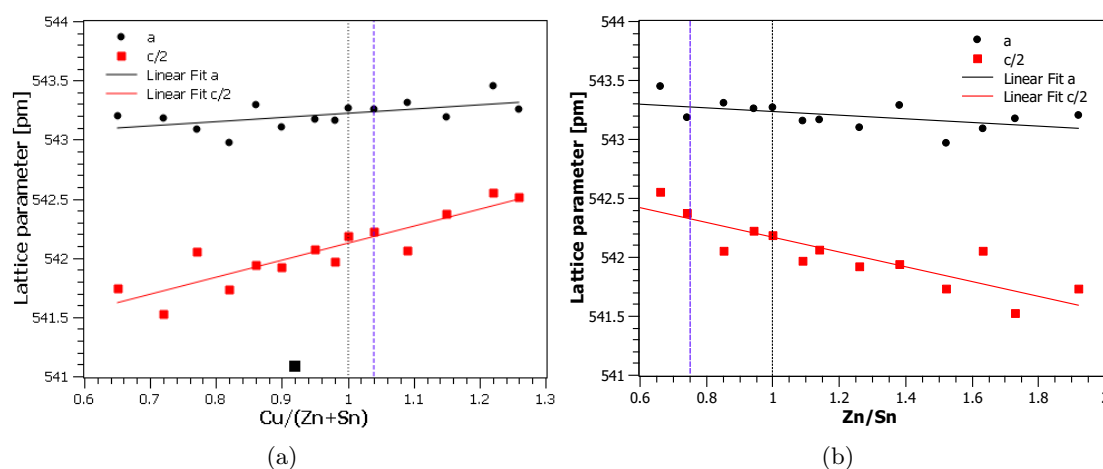 544
543.5
543
542.5
542
541.5
541
Lattice parameter [pm]
a
c/2
Linear Fit a
Linear Fit c/2
0.6 0.7 0.8 0.9 1 1.1 1.2 1.3
Cu/(Zn+Sn)
(a)
544
543.5
543
542.5
542
541.5
541
Lattice parameter [pm]
a
c/2
Linear Fit a
Linear Fit c/2
0.6 0.8 1 1.2 1.4 1.6 1.8
Zn/Sn
(b)